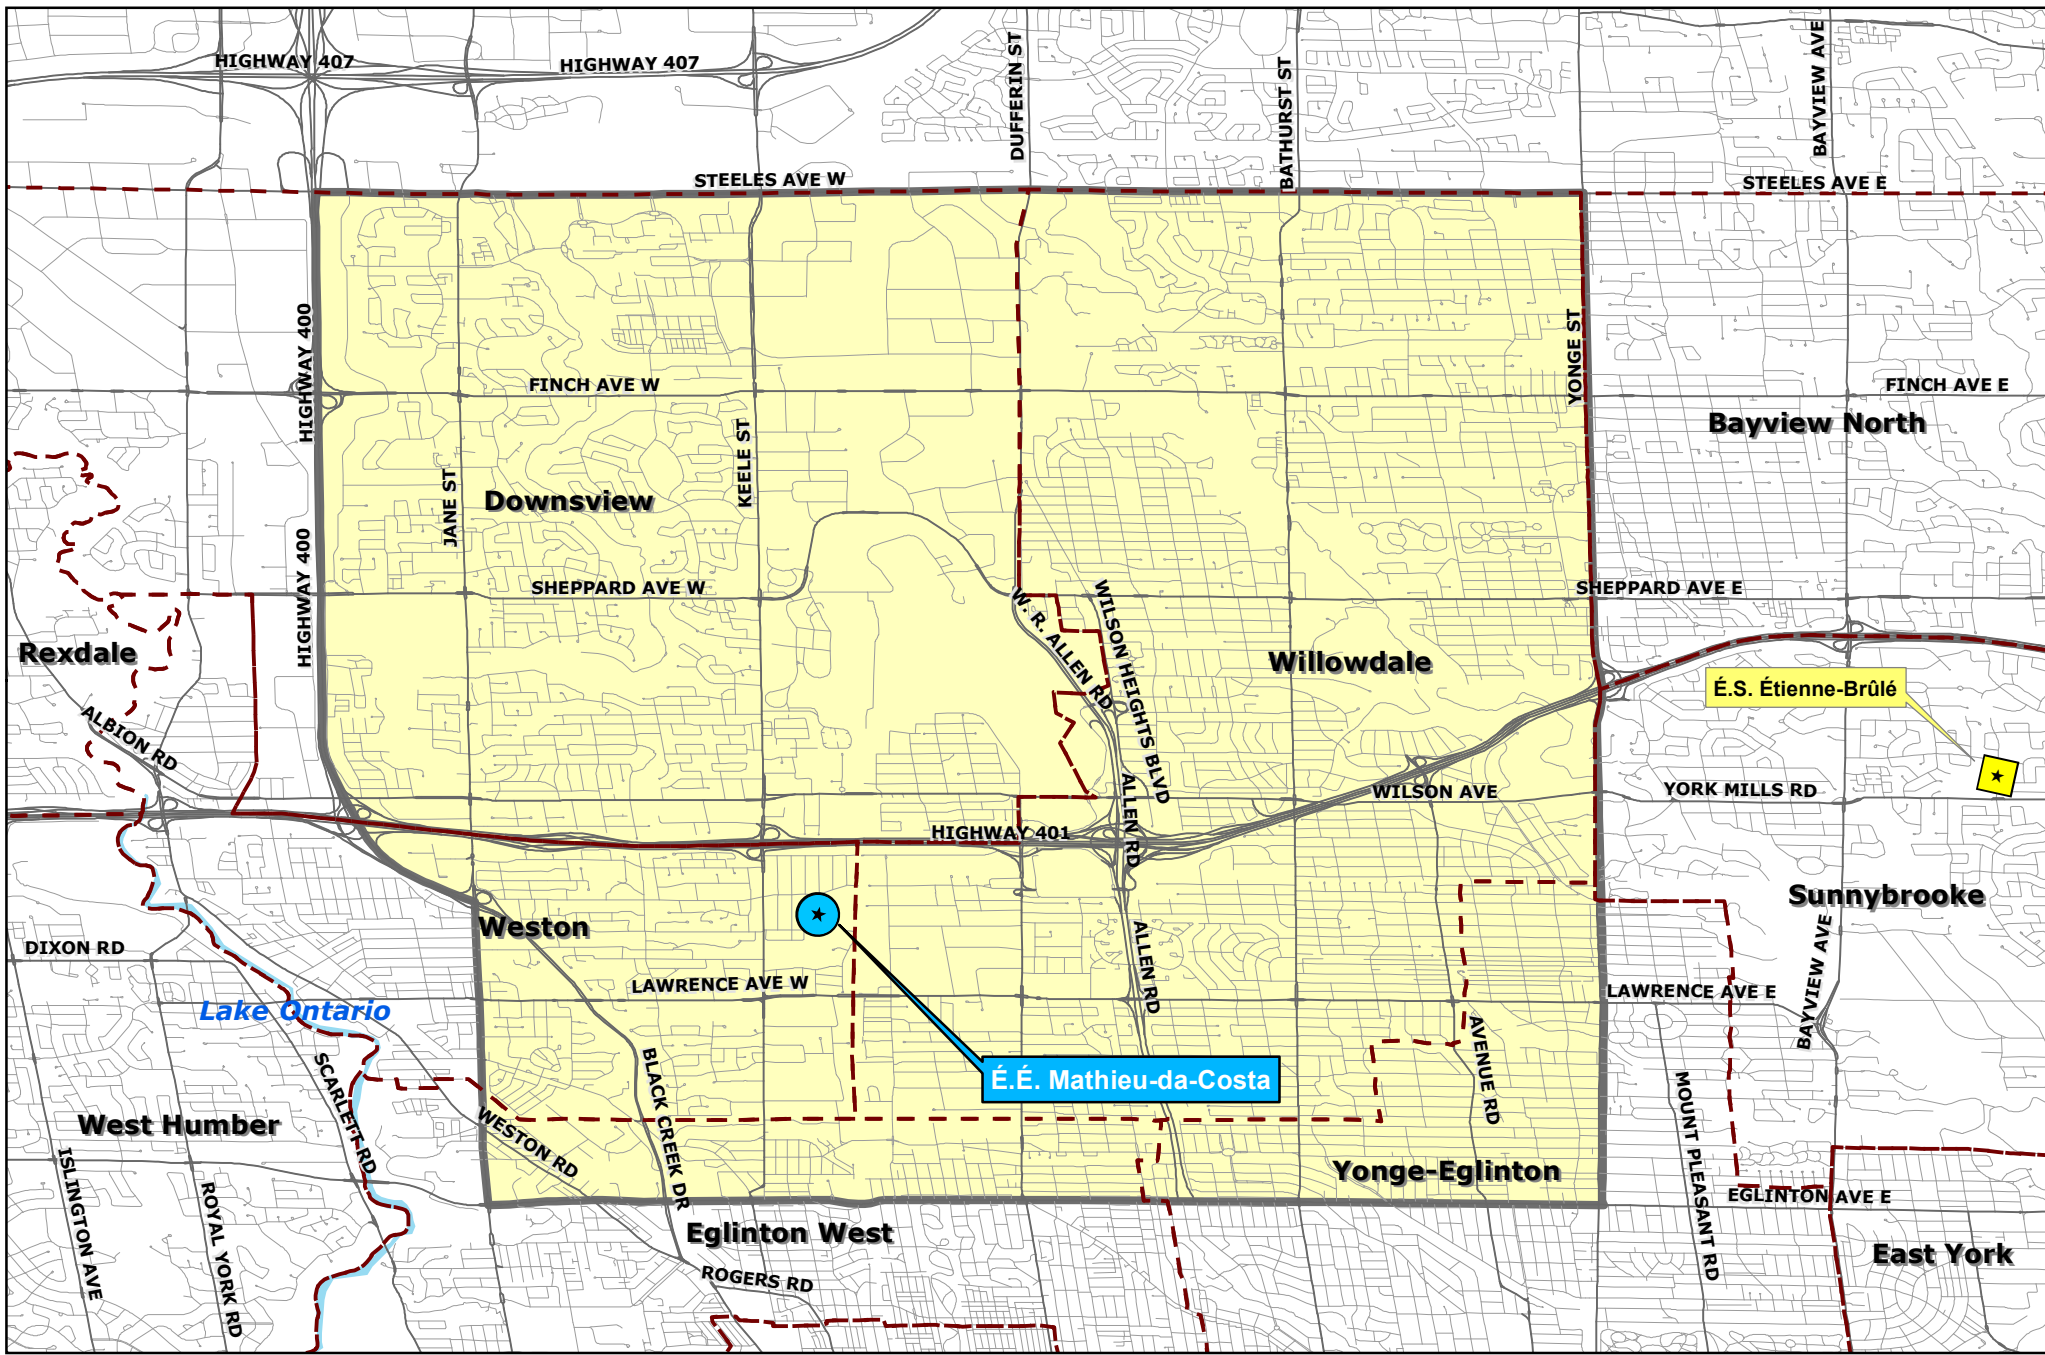 HIGHWAY 407
HIGHWAY 407
DUFFERIN ST
BATHURST ST
BAYVIEW AVE
STEELES AVE W
STEELES AVE E
HIGHWAY 400
YONGE ST
FINCH AVE W
FINCH AVE E
Bayview North
KEELE ST
JANE ST
Downsview
HIGHWAY 400
SHEPPARD AVE W
SHEPPARD AVE E
W. R. ALLEN RD
WILSON HEIGHTS BLVD
Rexdale
Willowdale
É.S. Étienne-Brûlé
ALBION RD
ALLEN RD
WILSON AVE
YORK MILLS RD
HIGHWAY 401
Sunnybrooke
Weston
DIXON RD
ALLEN RD
BAYVIEW AVE
LAWRENCE AVE W
LAWRENCE AVE E
Lake Ontario
AVENUE RD
É.É. Mathieu-da-Costa
SCARLETT RD
BLACK CREEK DR
MOUNT PLEASANT RD
West Humber
WESTON RD
ISLINGTON AVE
ROYAL YORK RD
Yonge-Eglinton
EGLINTON AVE E
Eglinton West
East York
ROGERS RD